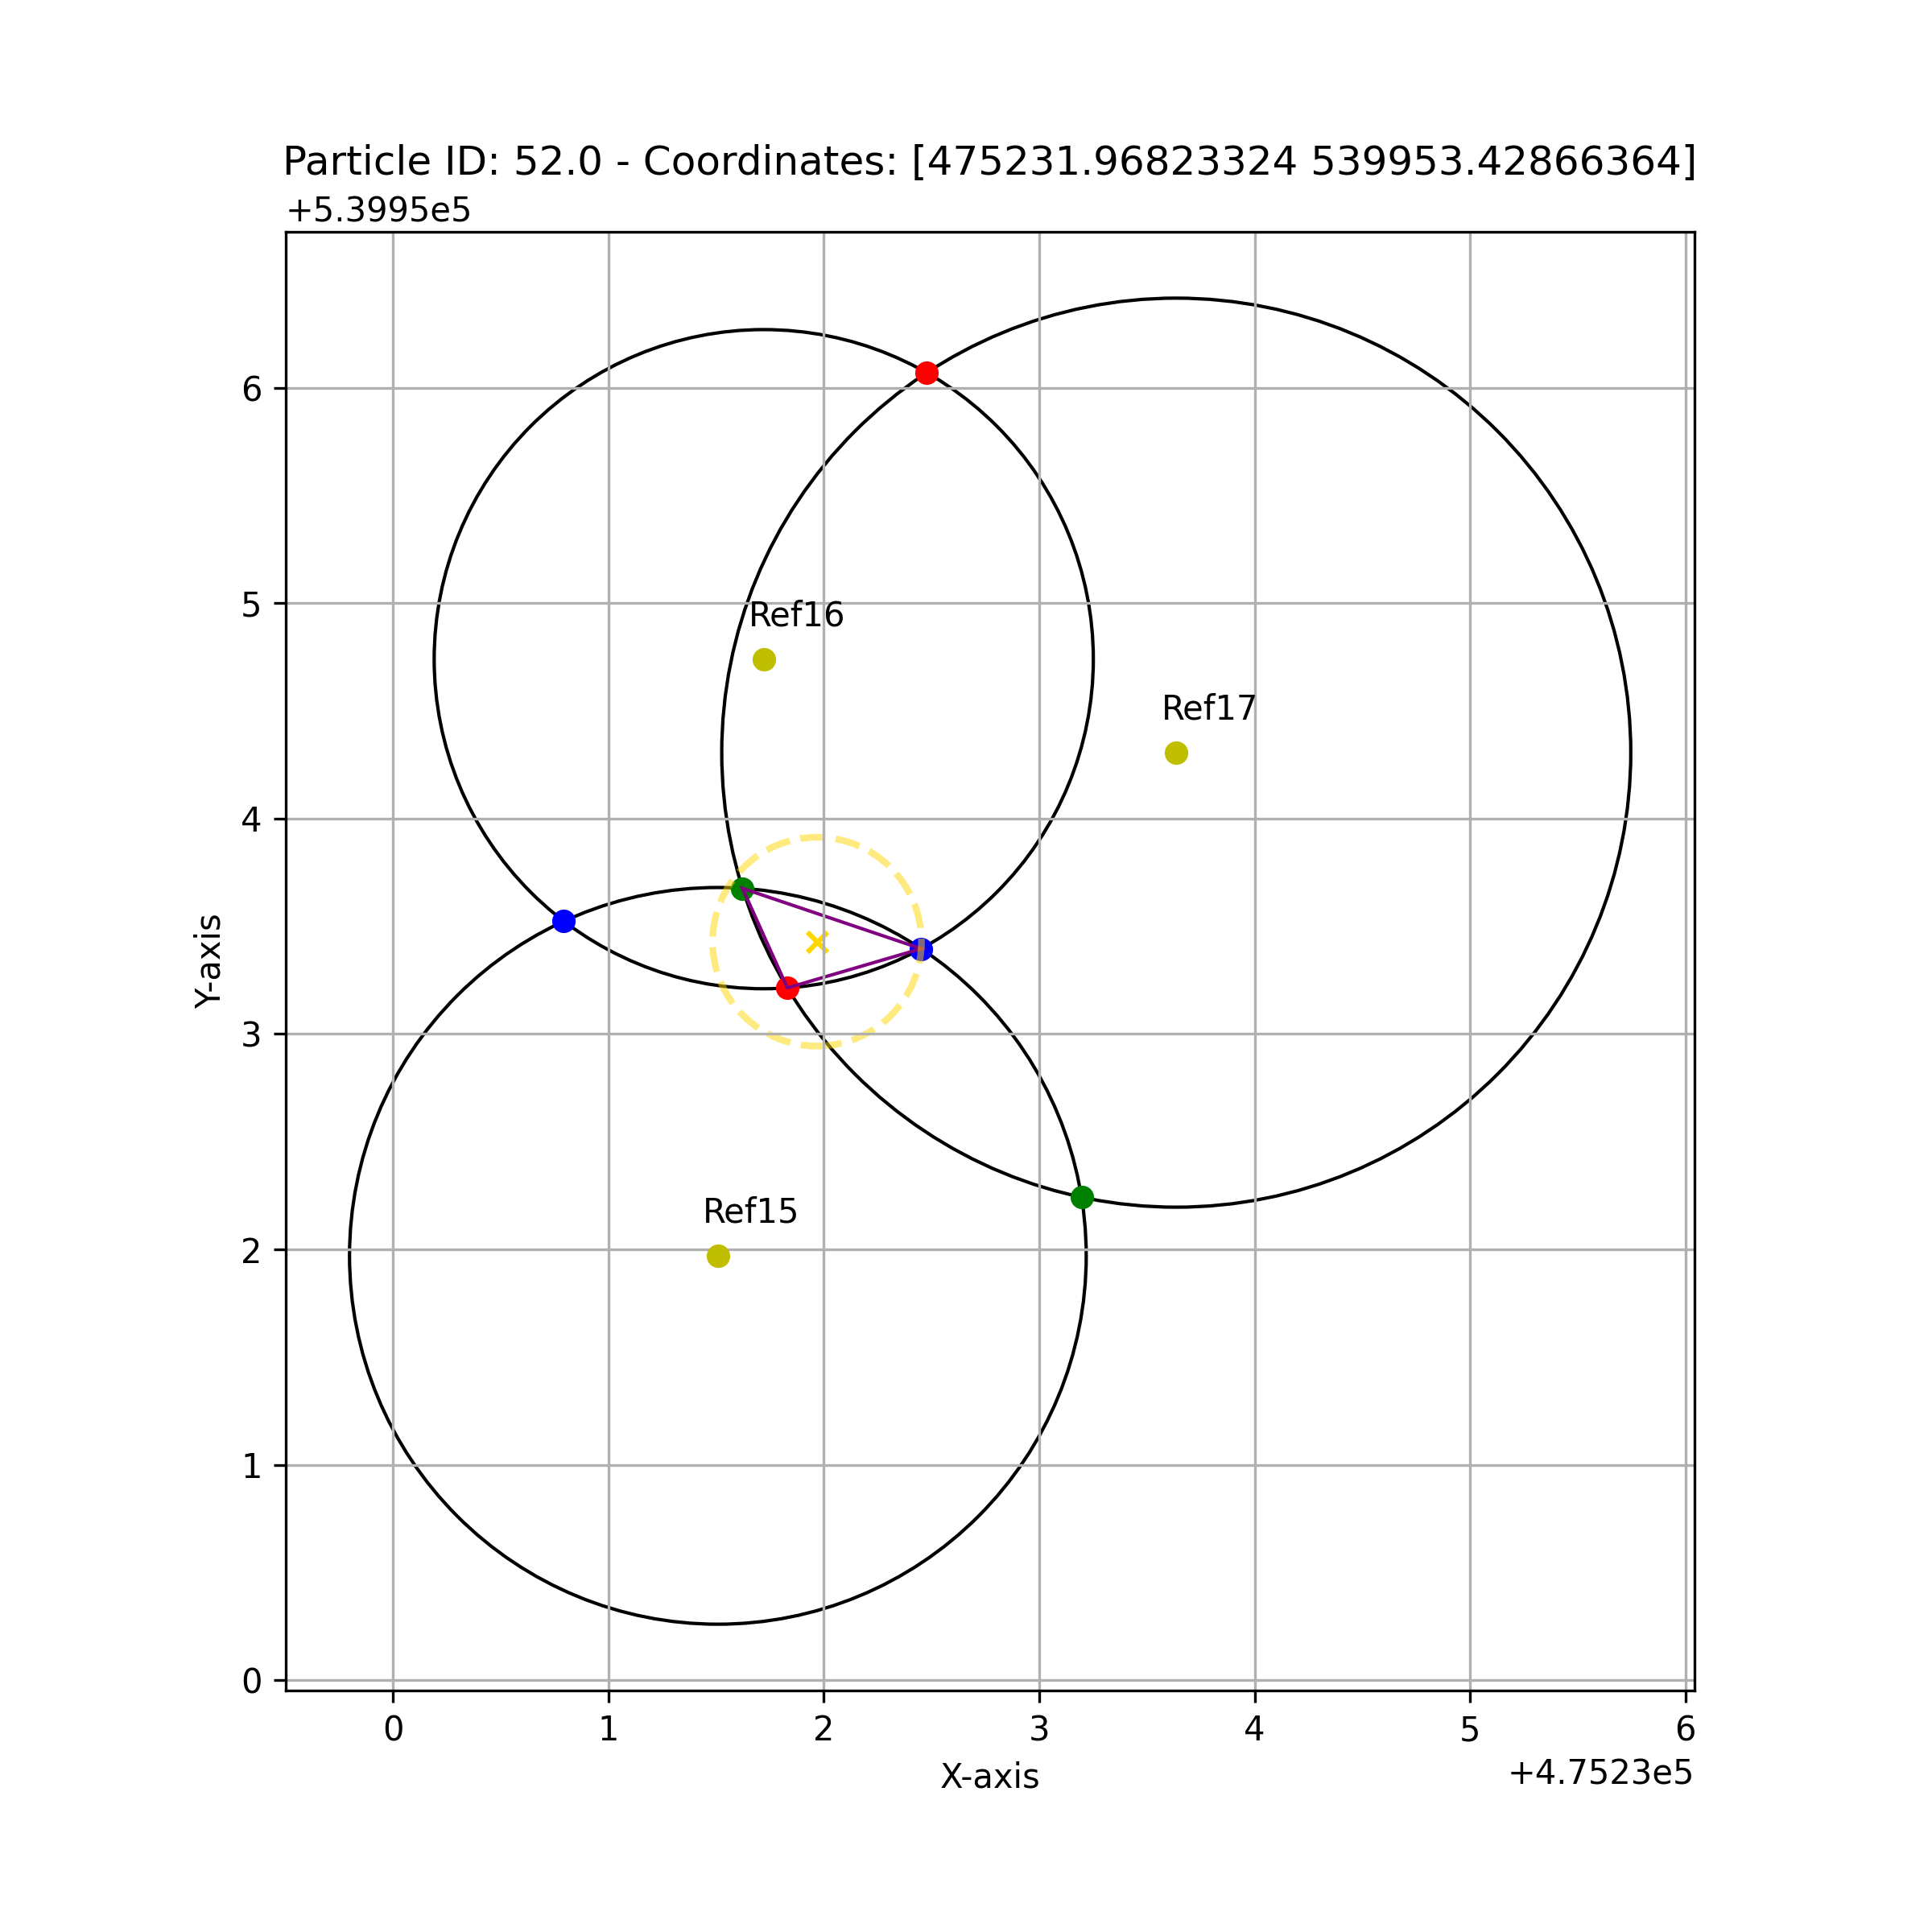 Particle ID: 52.0 - Coordinates: [475231.96823324 539953.42866364]
+5.3995e5
6
5
4
3
2
1
0
Y-axis
Ref16
Ref17
Ref15
0 1 2 3 4 5 6
X-axis
+4.7523e5